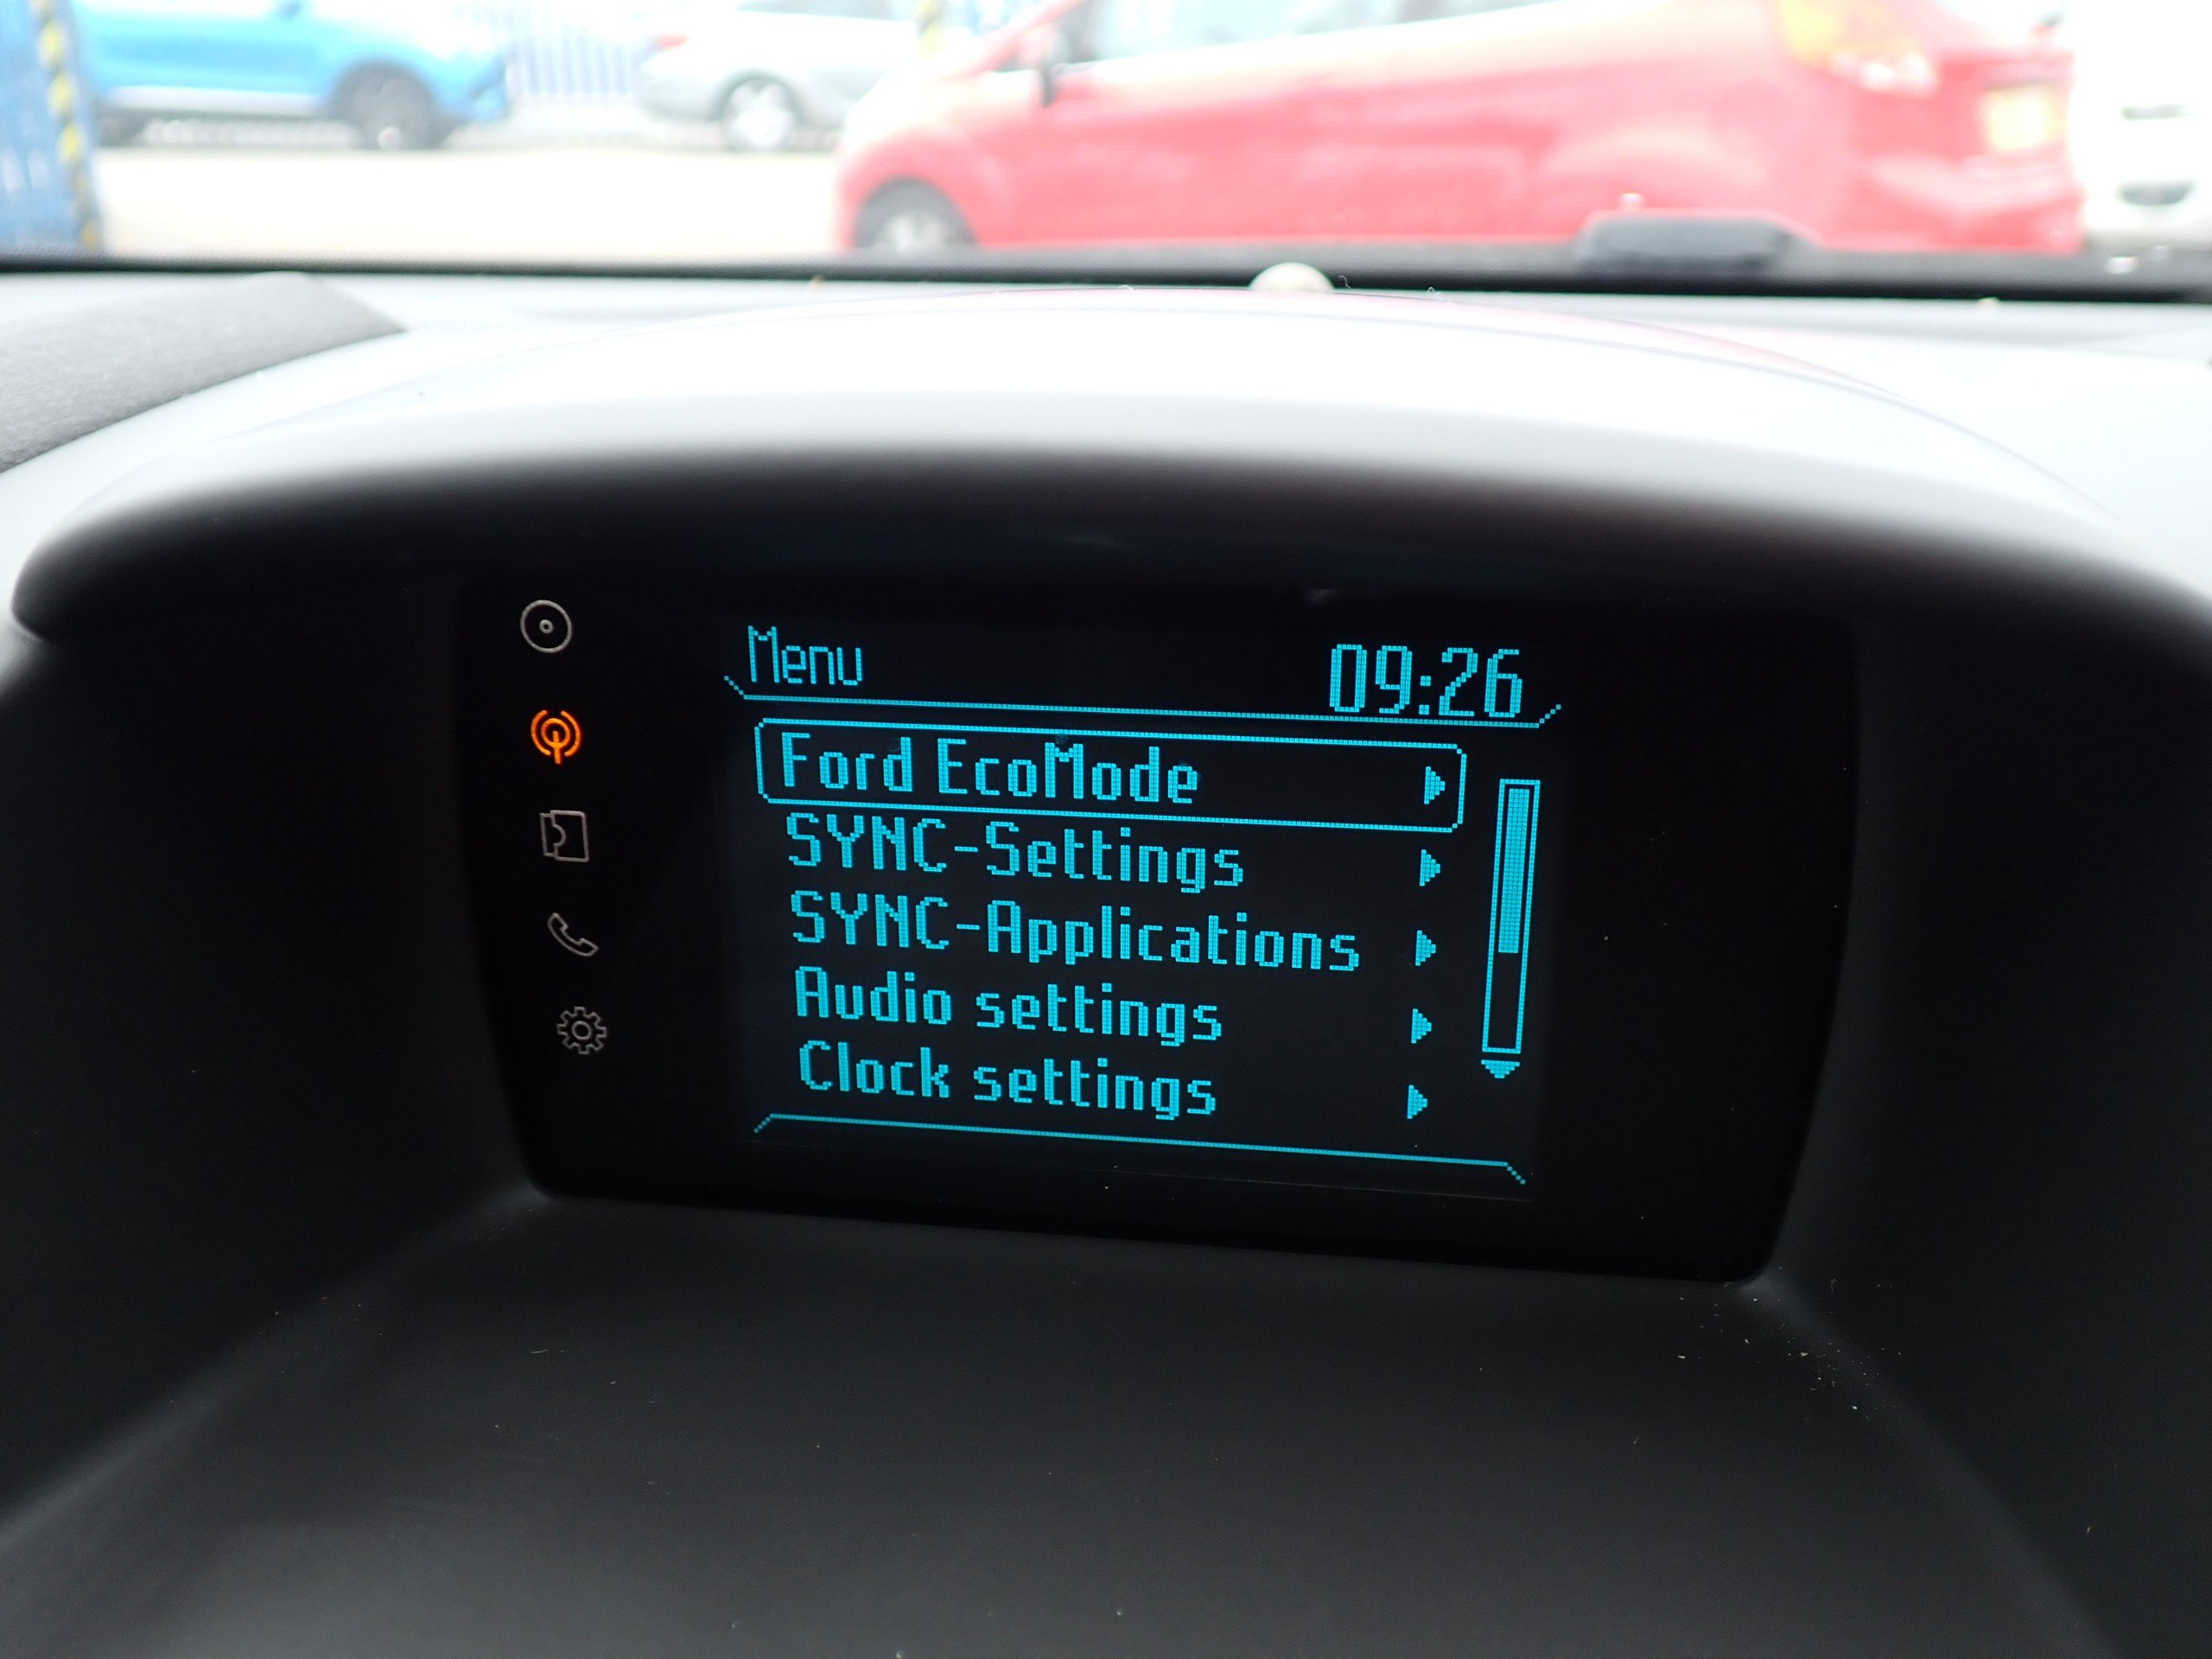 Menu 09:26
Ford EcoMode
SYNC-Settings
SYNC-Applications
Audio settings
Clock settings